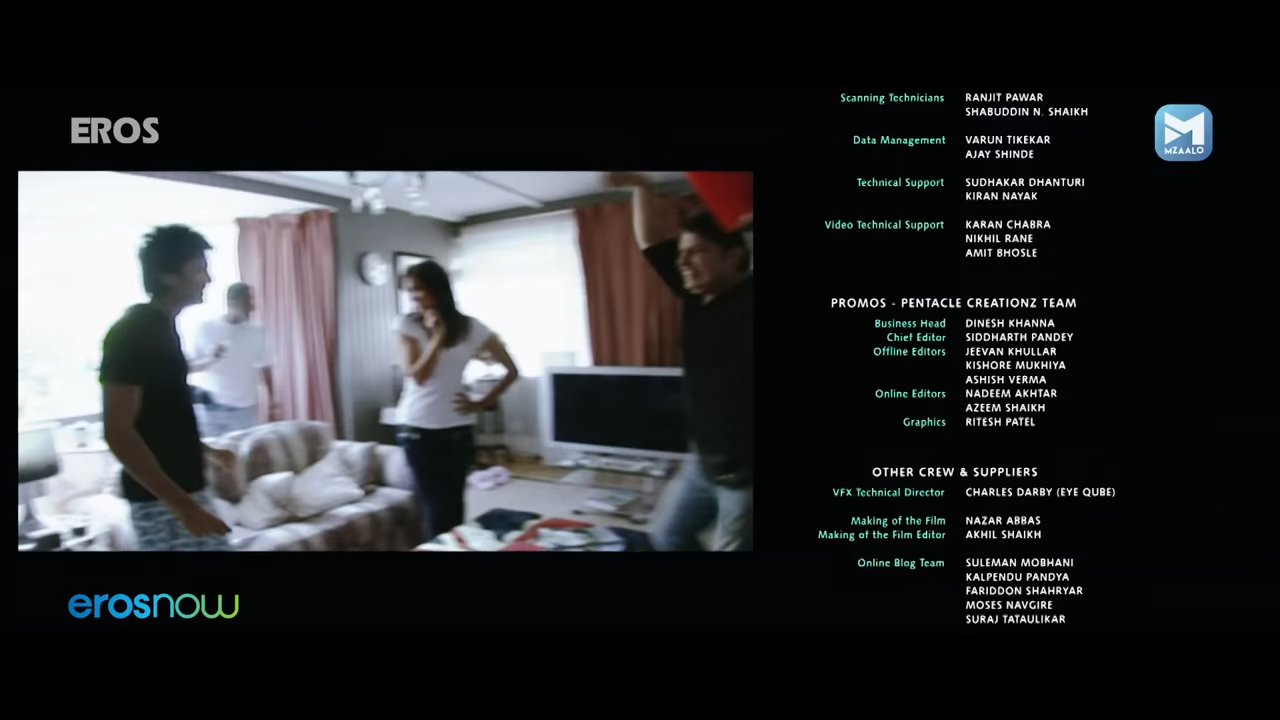 EROS
MZAALO
Scanning Technicians RANJIT PAWAR
SHABUDDIN N. SHAIKH
Data Management VARUN TIKEKAR
AJAY SHINDE
Technical Support SUDHAKAR DHANTURI
KIRAN NAYAK
Video Technical Support KARAN CHABRA
NIKHIL RANE
AMIT BHOSLE
PROMOS - PENTACLE CREATIONZ TEAM
Business Head DINESH KHANNA
Chief Editor SIDDHARTH PANDEY
Offline Editors JEEVAN KHULLAR
KISHORE MUKHIYA
ASHISH VERMA
Online Editors NADEEM AKHTAR
AZEEM SHAIKH
Graphics RITESH PATEL
OTHER CREW & SUPPLIERS
VFX Technical Director CHARLES DARBY (EYE QUBE)
Making of the Film NAZAR ABBAS
Making of the Film Editor AKHIL SHAIKH
Online Blog Team SULEMAN MOBHANI
KALPENDU PANDYA
FARIDDON SHAHRYAR
MOSES NAVGIRE
SURAJ TATAULIKAR
erosnow